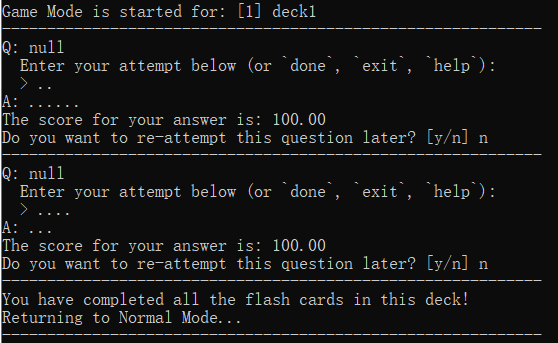 Game Mode is started for: [1] deck1
------------------------------------------------------------
Q: null
Enter your attempt below (or `done`, `exit`, `help`):
> ..
A: ......
The score for your answer is: 100.00
Do you want to re-attempt this question later? [y/n] n
------------------------------------------------------------
Q: null
Enter your attempt below (or `done`, `exit`, `help`):
> ....
A: ...
The score for your answer is: 100.00
Do you want to re-attempt this question later? [y/n] n
------------------------------------------------------------
You have completed all the flash cards in this deck!
Returning to Normal Mode...
------------------------------------------------------------